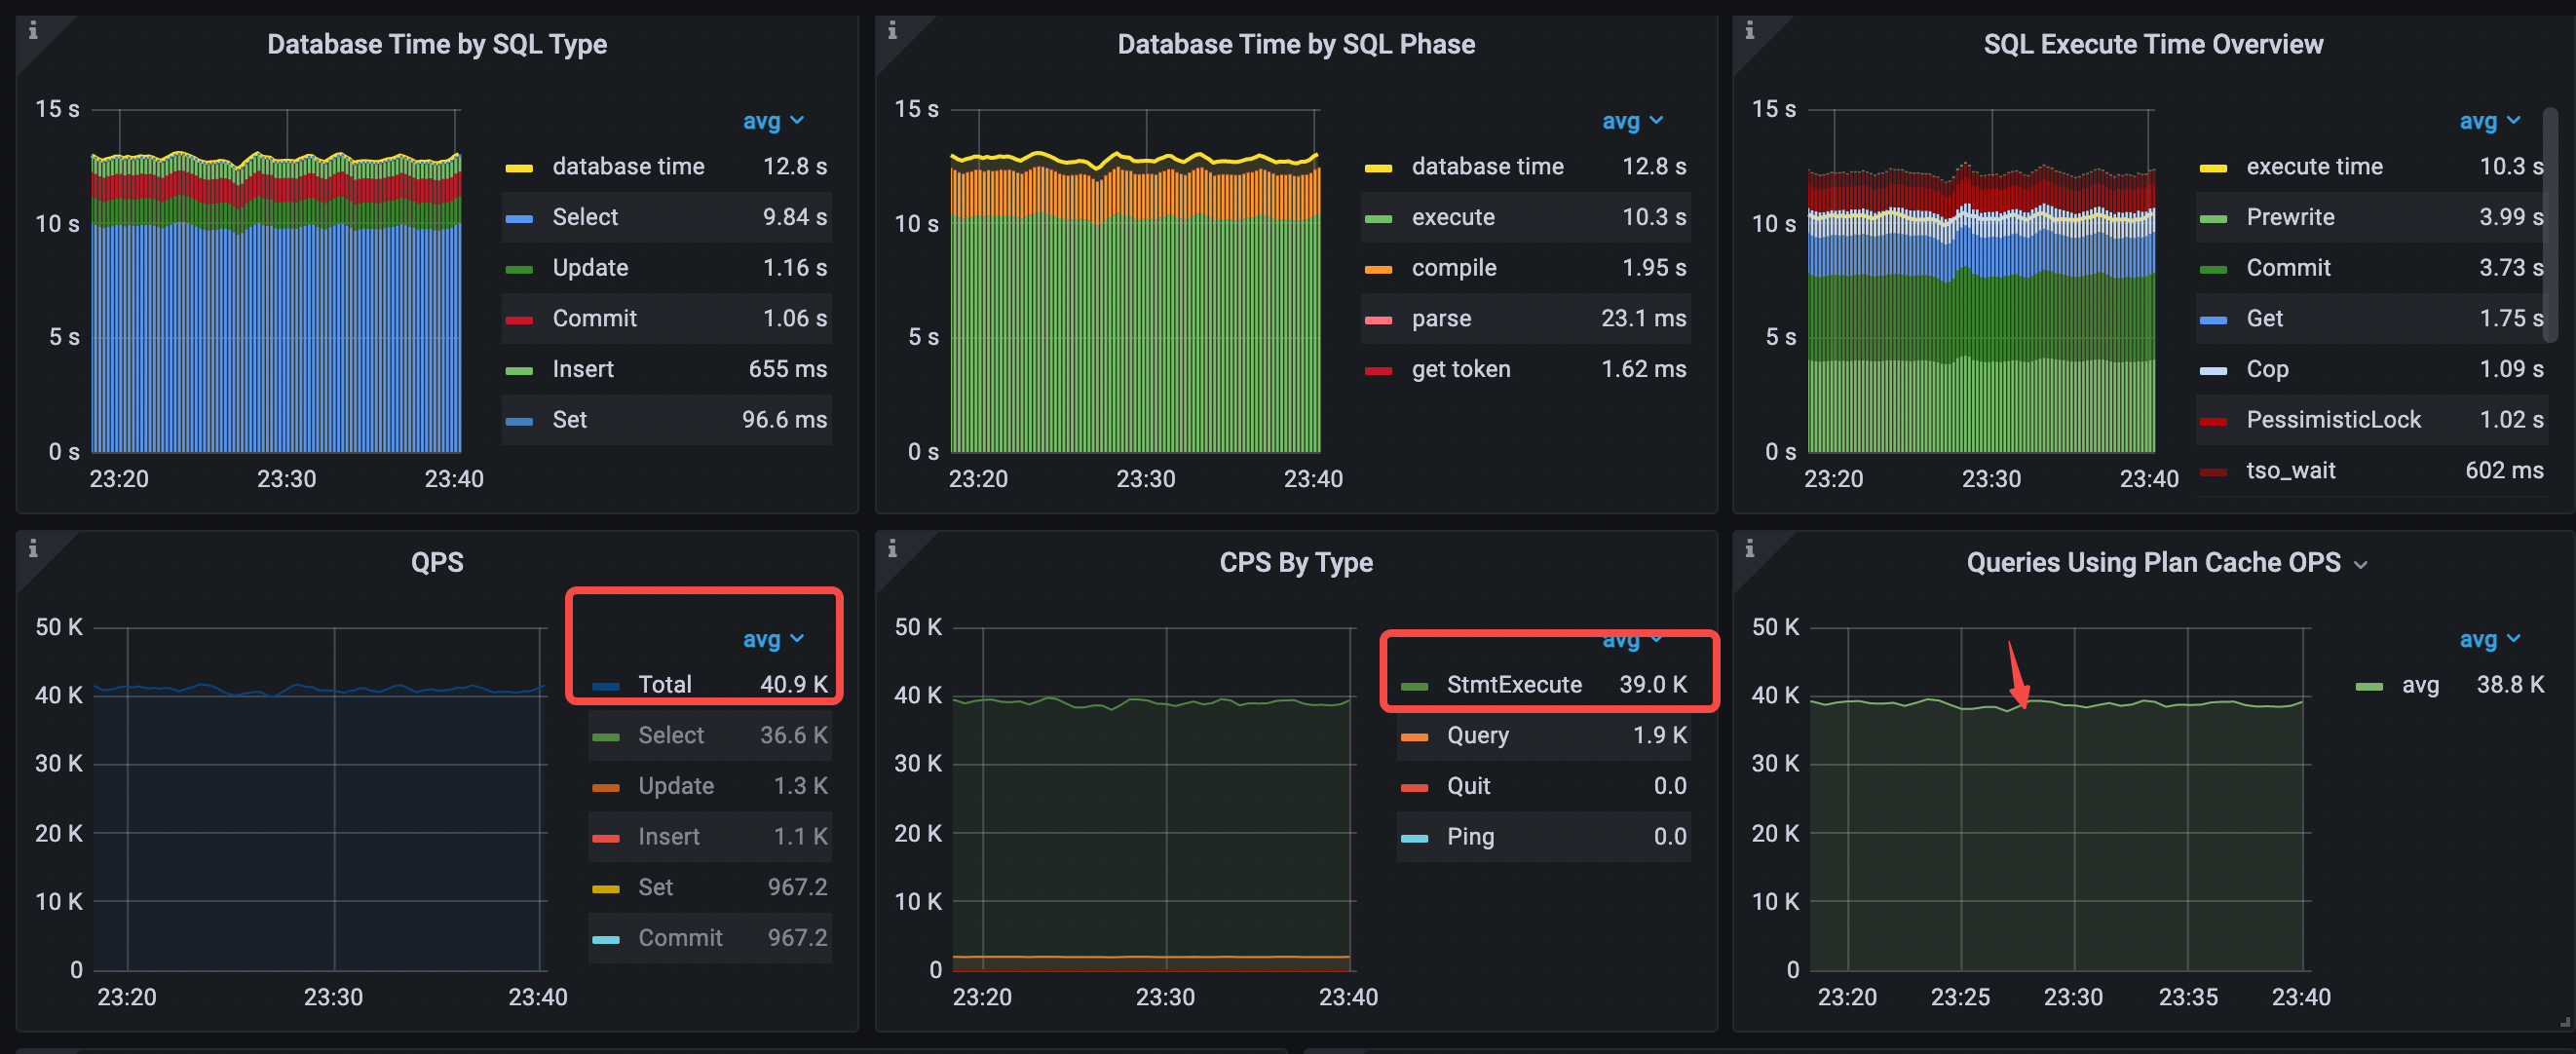 Database Time by SQL Type
15 s
10 s
5 s
0 s
23:20 23:30 23:40
avg
database time 12.8 s
Select 9.84 s
Update 1.16 s
Commit 1.06 s
Insert 655 ms
Set 96.6 ms
Database Time by SQL Phase
15 s
10 s
5 s
0 s
23:20 23:30 23:40
avg
database time 12.8 s
execute 10.3 s
compile 1.95 s
parse 23.1 ms
get token 1.62 ms
SQL Execute Time Overview
15 s
10 s
5 s
0 s
23:20 23:30 23:40
avg
execute time 10.3 s
Prewrite 3.99 s
Commit 3.73 s
Get 1.75 s
Cop 1.09 s
PessimisticLock 1.02 s
tso_wait 602 ms
QPS
50 K
40 K
30 K
20 K
10 K
0
23:20 23:30 23:40
avg
Total 40.9 K
Select 36.6 K
Update 1.3 K
Insert 1.1 K
Set 967.2
Commit 967.2
CPS By Type
50 K
40 K
30 K
20 K
10 K
0
23:20 23:30 23:40
avg
StmtExecute 39.0 K
Query 1.9 K
Quit 0.0
Ping 0.0
Queries Using Plan Cache OPS
50 K
40 K
30 K
20 K
10 K
0
23:20 23:25 23:30 23:35 23:40
avg
avg 38.8 K